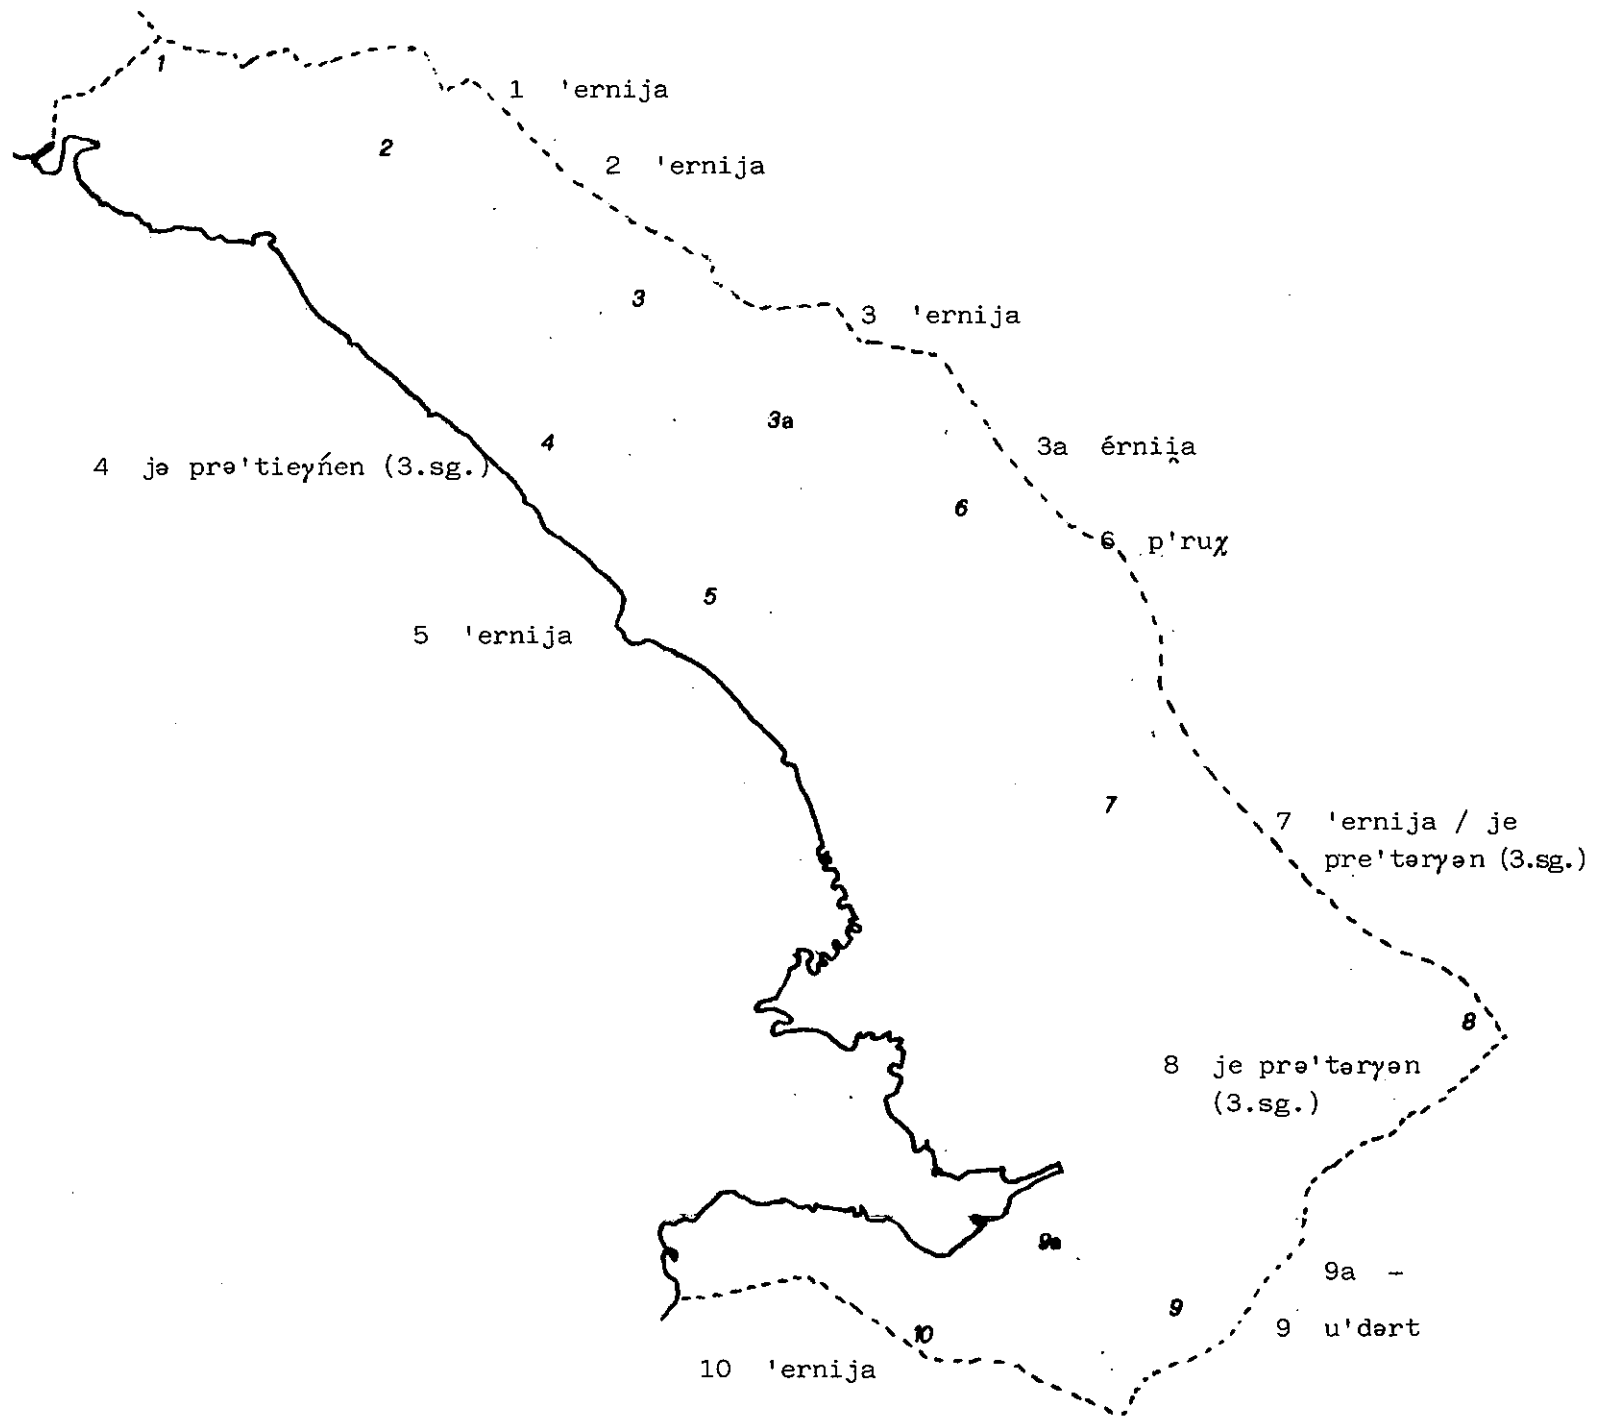 1
1 'ernija
2
2 'ernija
3
3 'ernija
3a
3a érnii̯a
4
4 jə prə'tieγńen (3.sg.)
6
6 p'ruχ
5
5 'ernija
7
7 'ernija / je
pre'tərγən (3.sg.)
8
8 je prə'tərγən
(3.sg.)
9a
9a –
9
9 u'dərt
10
10 'ernija